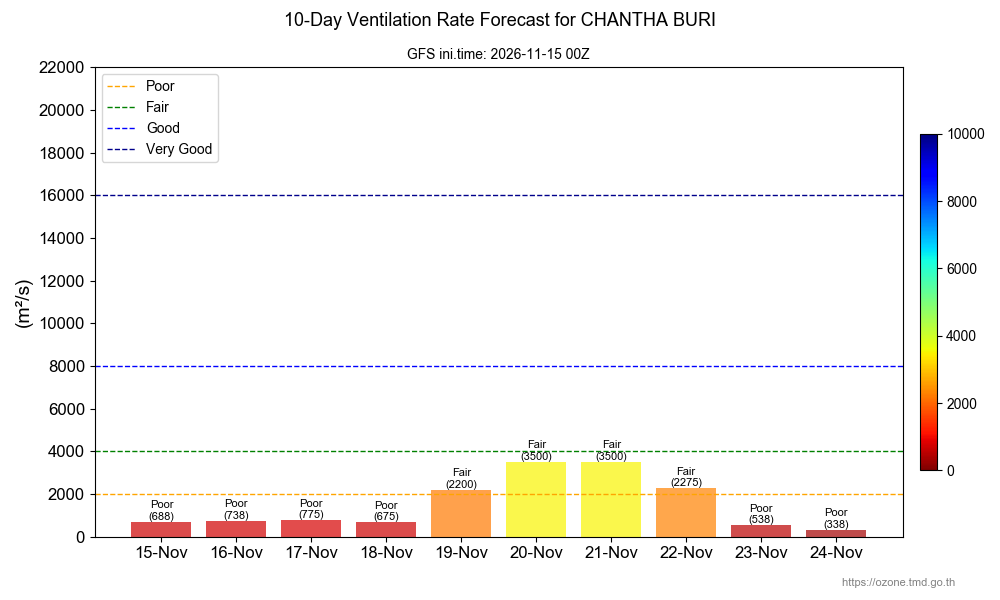 10-Day Ventilation Rate Forecast for CHANTHA BURI
GFS ini.time: 2026-11-15 00Z
22000
20000
18000
16000
14000
12000
10000
8000
6000
4000
2000
0
(m²/s)
Poor
Fair
Good
Very Good
Poor
(688)
Poor
(738)
Poor
(775)
Poor
(675)
Fair
(2200)
Fair
(3500)
Fair
(3500)
Fair
(2275)
Poor
(538)
Poor
(338)
15-Nov 16-Nov 17-Nov 18-Nov 19-Nov 20-Nov 21-Nov 22-Nov 23-Nov 24-Nov
10000
8000
6000
4000
2000
0
https://ozone.tmd.go.th